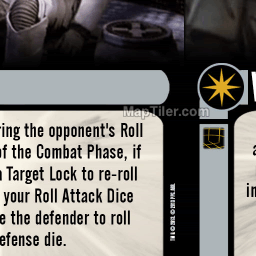 MapTiler.com
ring the opponent's Roll
of the Combat Phase, if
Target Lock to re-roll
your Roll Attack Dice
e the defender to roll
efense die.
in